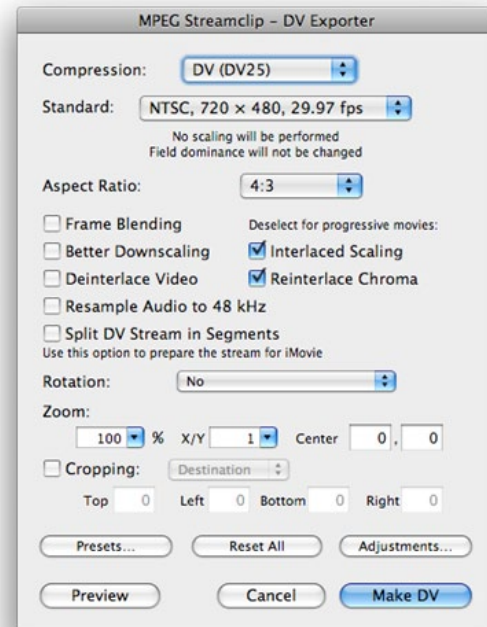 MPEG Streamclip – DV Exporter
Compression: DV (DV25)
Standard: NTSC, 720 × 480, 29.97 fps
No scaling will be performed
Field dominance will not be changed
Aspect Ratio: 4:3
Frame Blending Deselect for progressive movies:
Better Downscaling Interlaced Scaling
Deinterlace Video Reinterlace Chroma
Resample Audio to 48 kHz
Split DV Stream in Segments
Use this option to prepare the stream for iMovie
Rotation: No
Zoom:
100 % X/Y 1 Center 0 , 0
Cropping: Destination
Top 0 Left 0 Bottom 0 Right 0
Presets... Reset All Adjustments...
Preview Cancel Make DV